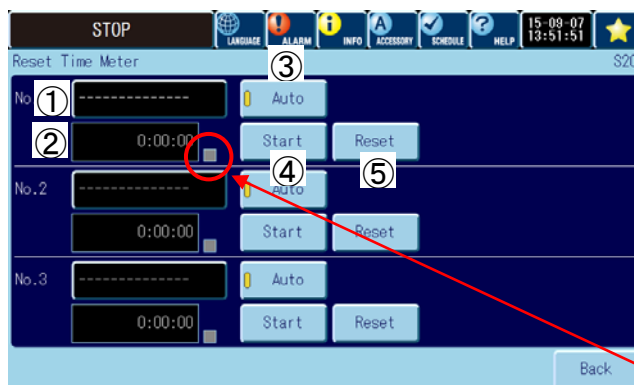 STOP LANGUAGE ALARM INFO ACCESSORY SCHEDULE HELP 15-09-07
13:51:51
Reset Time Meter S20
③
No ① -------------- Auto
② 0:00:00 Start Reset
④ ⑤
No.2 -------------- Auto
0:00:00 Start Reset
No.3 -------------- Auto
0:00:00 Start Reset
Back